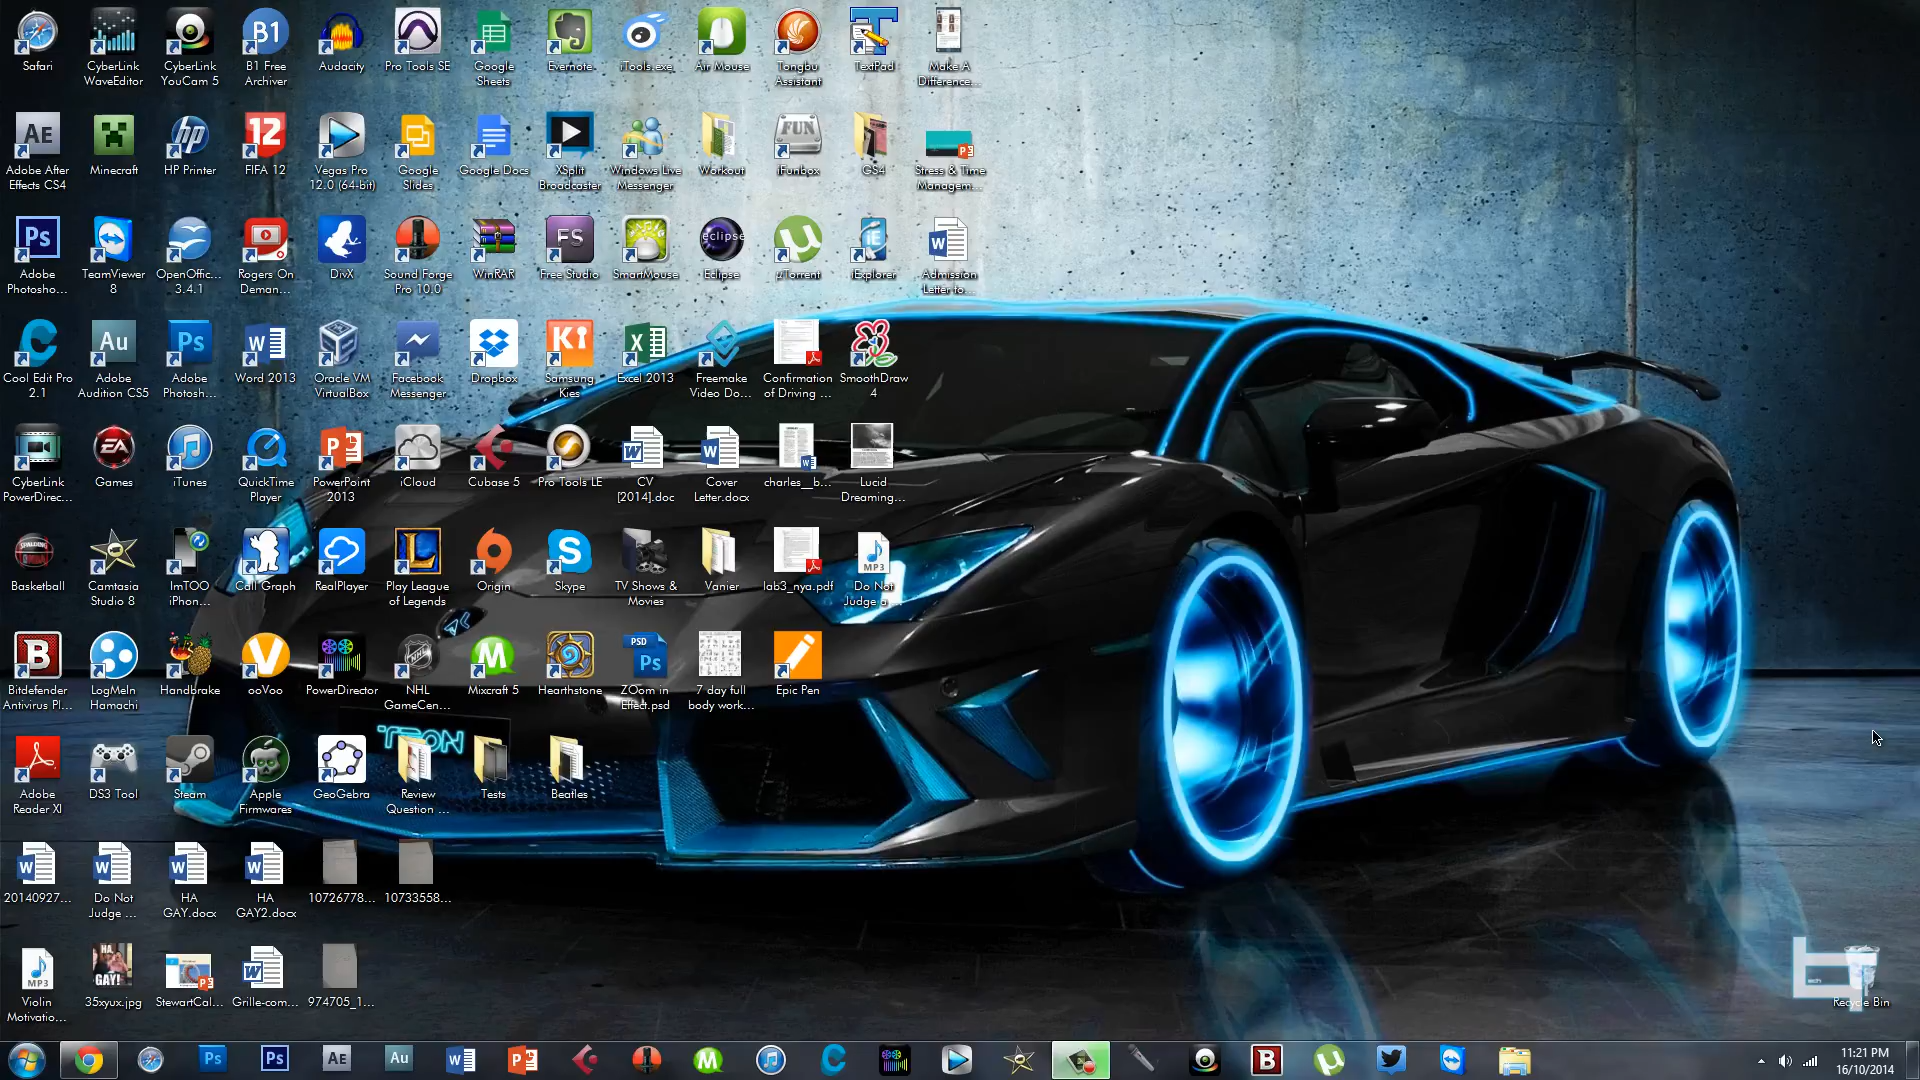 Safari
CyberLink
WaveEditor
CyberLink
YouCam 5
B1 Free
Archiver
Audacity
Pro Tools SE
Google
Sheets
Evernote
iTools.exe
Air Mouse
Tongbu
Assistant
TextPad
Make A
Difference...
Adobe After
Effects CS4
Minecraft
HP Printer
FIFA 12
Vegas Pro
12.0 (64-bit)
Google
Slides
Google Docs
XSplit
Broadcaster
Windows Live
Messenger
Workout
iFunbox
GS4
Stress & Time
Managem...
Adobe
Photosho...
TeamViewer
8
OpenOffic...
3.4.1
Rogers On
Deman...
DivX
Sound Forge
Pro 10.0
WinRAR
Free Studio
SmartMouse
Eclipse
µTorrent
iExplorer
Admission
Letter fo...
Cool Edit Pro
2.1
Adobe
Audition CS5
Adobe
Photosh...
Word 2013
Oracle VM
VirtualBox
Facebook
Messenger
Dropbox
Samsung
Kies
Excel 2013
Freemake
Video Do...
Confirmation
of Driving ...
SmoothDraw
4
CyberLink
PowerDirec...
Games
iTunes
QuickTime
Player
PowerPoint
2013
iCloud
Cubase 5
Pro Tools LE
CV
[2014].doc
Cover
Letter.docx
charles__b...
Lucid
Dreaming...
Basketball
Camtasia
Studio 8
ImTOO
iPhon...
Call Graph
RealPlayer
Play League
of Legends
Origin
Skype
TV Shows &
Movies
Vanier
lab3_nya.pdf
Do Not
Judge a ...
Bitdefender
Antivirus Pl...
LogMeIn
Hamachi
Handbrake
ooVoo
PowerDirector
NHL
GameCen...
Mixcraft 5
Hearthstone
ZOom in
Effect.psd
7 day full
body work...
Epic Pen
TRON
Adobe
Reader XI
DS3 Tool
Steam
Apple
Firmwares
GeoGebra
Review
Question ...
Tests
Beatles
20140927...
Do Not
Judge ...
HA
GAY.docx
HA
GAY2.docx
10726778...
10733558...
Violin
Motivatio...
HA,
GAY!
35xyux.jpg
StewartCal...
Grille-com...
974705_1...
Recycle Bin
11:21 PM
16/10/2014